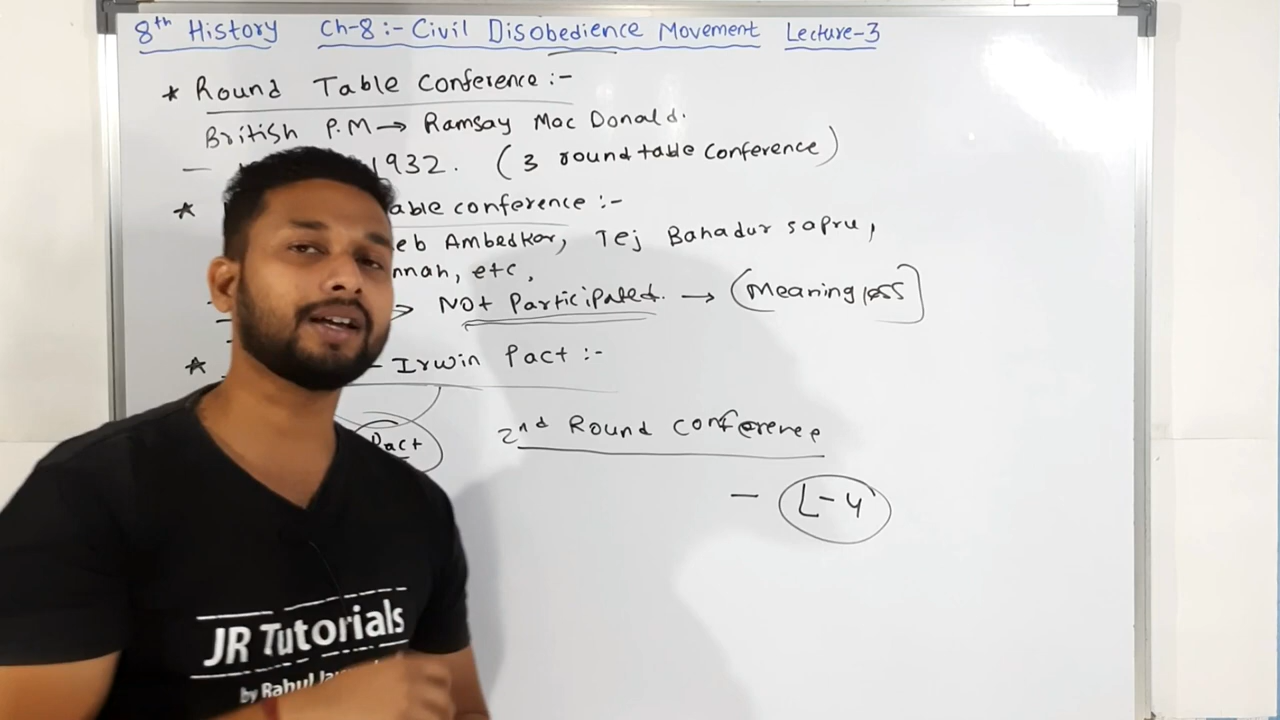 8th History Ch-8:- Civil Disobedience Movement Lecture-3
* Round Table Conference:-
British P.M → Ramsay Mac Donald.
— 1932. (3 round table conference)
* able conference:-
eb Ambedkar, Tej Bahadur sapru,
nnah, etc,
→ Not Participated. → (Meaningless)
* - Irwin Pact:-
Pact 2nd Round conference
— L-4
JR Tutorials
by Rahul